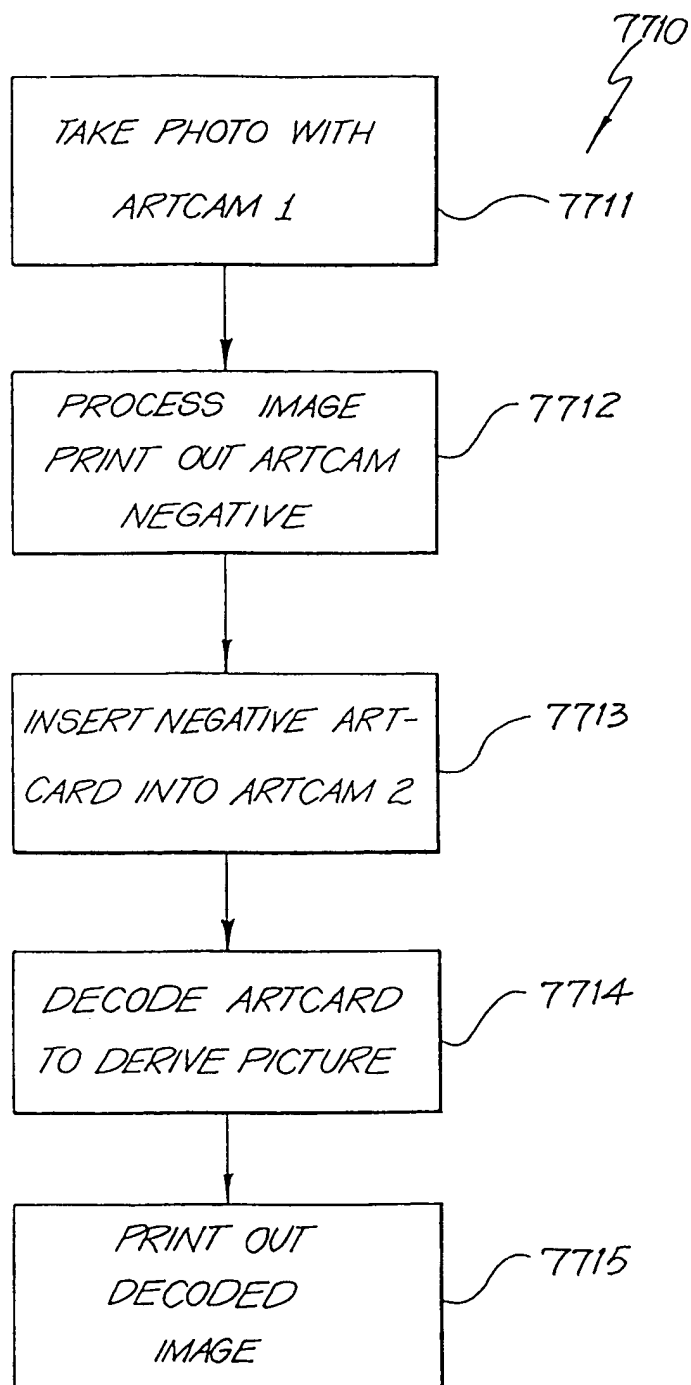 7710
TAKE PHOTO WITH
ARTCAM 1
7711
PROCESS IMAGE
PRINT OUT ARTCAM
NEGATIVE
7712
INSERT NEGATIVE ART-
CARD INTO ARTCAM 2
7713
DECODE ARTCARD
TO DERIVE PICTURE
7714
PRINT OUT
DECODED
IMAGE
7715